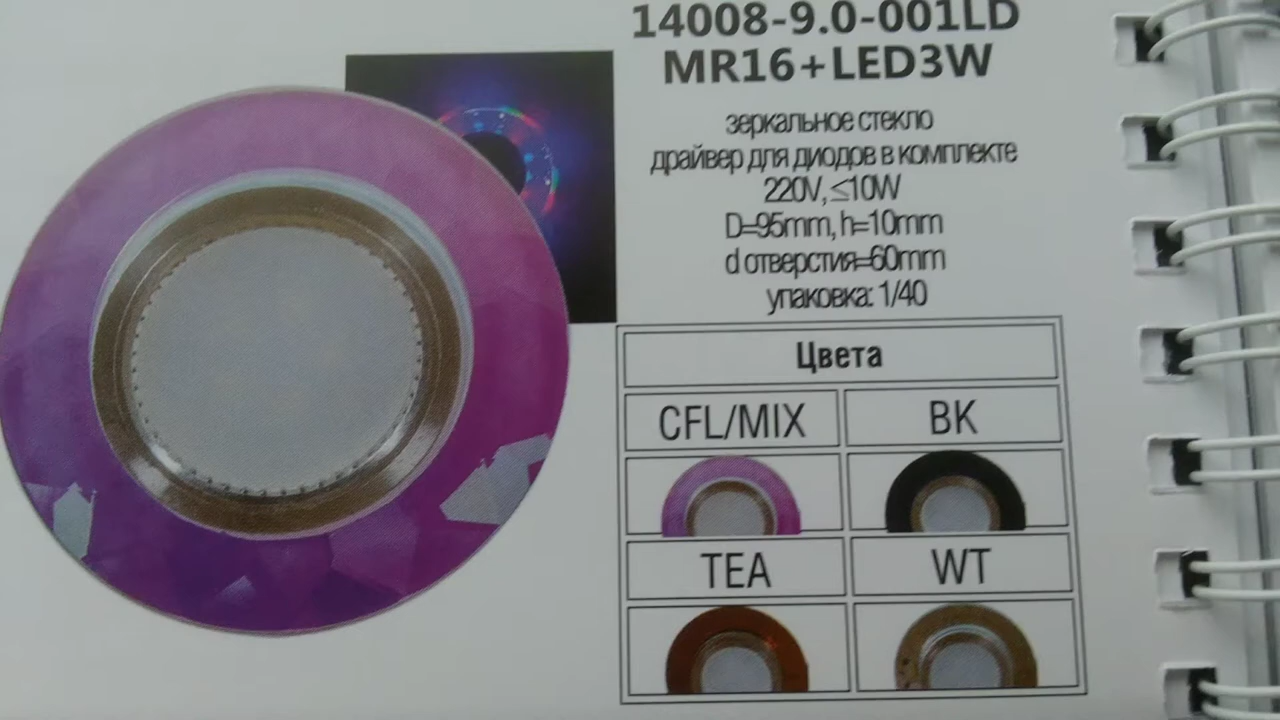 14008-9.0-001LD
MR16+LED3W
зеркальное стекло
драйвер для диодов в комплекте
220V, ≤10W
D=95mm, h=10mm
d отверстия=60mm
упаковка: 1/40
Цвета
CFL/MIX BK
TEA WT